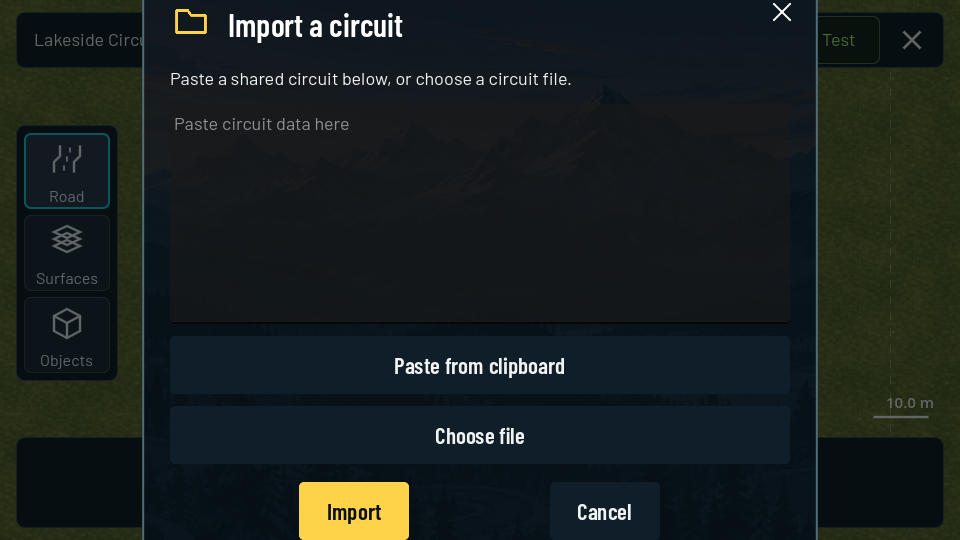 Import a circuit
Lakeside Circu
Test
Paste a shared circuit below, or choose a circuit file.
Paste circuit data here
Road
Surfaces
Objects
Paste from clipboard
10.0 m
Choose file
Import
Cancel